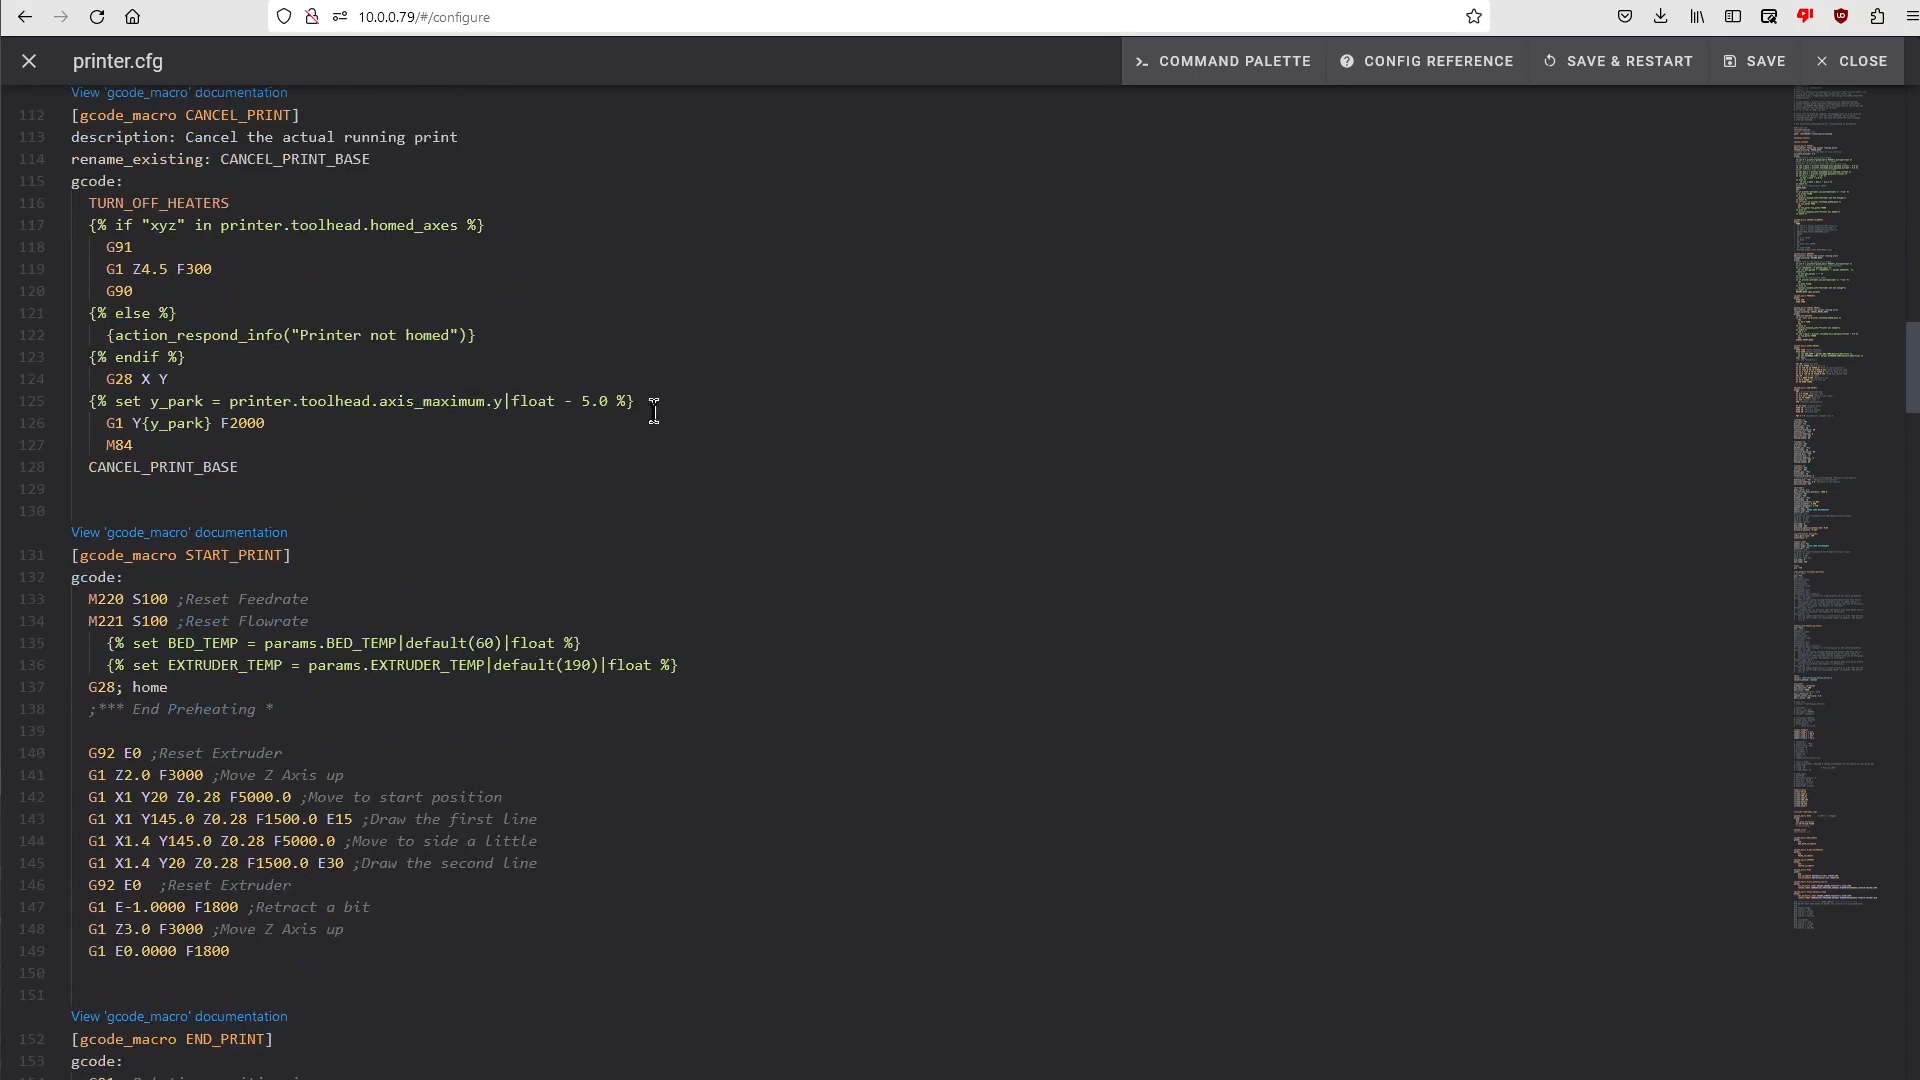 10.0.0.79/#/configure
printer.cfg
COMMAND PALETTE
CONFIG REFERENCE
SAVE & RESTART
SAVE
CLOSE
View 'gcode_macro' documentation
112 [gcode_macro CANCEL_PRINT]
113 description: Cancel the actual running print
114 rename_existing: CANCEL_PRINT_BASE
115 gcode:
116 TURN_OFF_HEATERS
117 {% if "xyz" in printer.toolhead.homed_axes %}
118 G91
119 G1 Z4.5 F300
120 G90
121 {% else %}
122 {action_respond_info("Printer not homed")}
123 {% endif %}
124 G28 X Y
125 {% set y_park = printer.toolhead.axis_maximum.y|float - 5.0 %}
126 G1 Y{y_park} F2000
127 M84
128 CANCEL_PRINT_BASE
129
130
View 'gcode_macro' documentation
131 [gcode_macro START_PRINT]
132 gcode:
133 M220 S100 ;Reset Feedrate
134 M221 S100 ;Reset Flowrate
135 {% set BED_TEMP = params.BED_TEMP|default(60)|float %}
136 {% set EXTRUDER_TEMP = params.EXTRUDER_TEMP|default(190)|float %}
137 G28; home
138 ;*** End Preheating *
139
140 G92 E0 ;Reset Extruder
141 G1 Z2.0 F3000 ;Move Z Axis up
142 G1 X1 Y20 Z0.28 F5000.0 ;Move to start position
143 G1 X1 Y145.0 Z0.28 F1500.0 E15 ;Draw the first line
144 G1 X1.4 Y145.0 Z0.28 F5000.0 ;Move to side a little
145 G1 X1.4 Y20 Z0.28 F1500.0 E30 ;Draw the second line
146 G92 E0  ;Reset Extruder
147 G1 E-1.0000 F1800 ;Retract a bit
148 G1 Z3.0 F3000 ;Move Z Axis up
149 G1 E0.0000 F1800
150
151
View 'gcode_macro' documentation
152 [gcode_macro END_PRINT]
153 gcode: